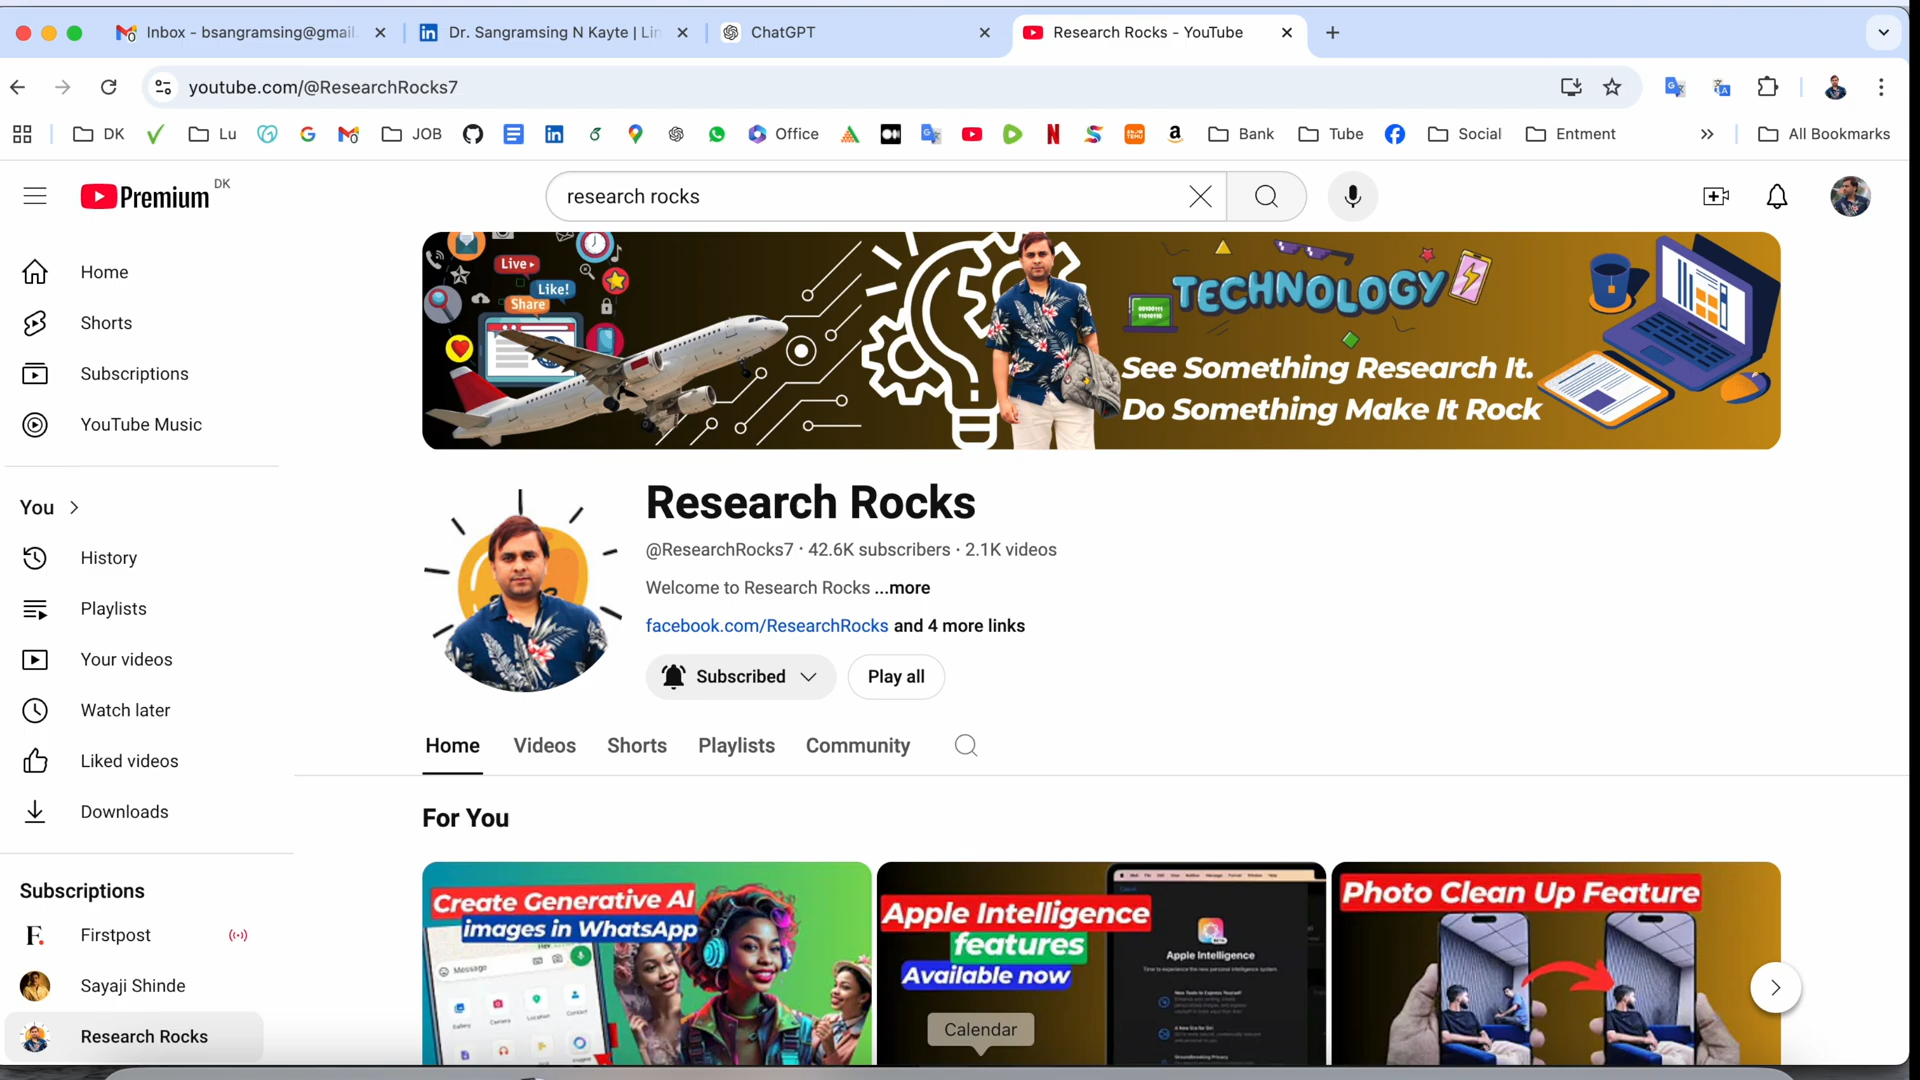 Inbox - bsangramsing@gmail.
Dr. Sangramsing N Kayte | Lin
ChatGPT
Research Rocks - YouTube
youtube.com/@ResearchRocks7
DK
Lu
JOB
Office
Bank
Tube
Social
Entment
All Bookmarks
Premium
DK
research rocks
Home
Shorts
Subscriptions
YouTube Music
You
History
Playlists
Your videos
Watch later
Liked videos
Downloads
Subscriptions
Firstpost
Sayaji Shinde
Research Rocks
Live
Like!
Share
TECHNOLOGY
See Something Research It.
Do Something Make It Rock
Research Rocks
@ResearchRocks7 · 42.6K subscribers · 2.1K videos
Welcome to Research Rocks ...more
facebook.com/ResearchRocks and 4 more links
Subscribed
Play all
Home
Videos
Shorts
Playlists
Community
For You
Create Generative AI
images in WhatsApp
Message
Gallery
Camera
Location
Contact
Apple Intelligence
features
Available now
Apple Intelligence
Photo Clean Up Feature
Calendar